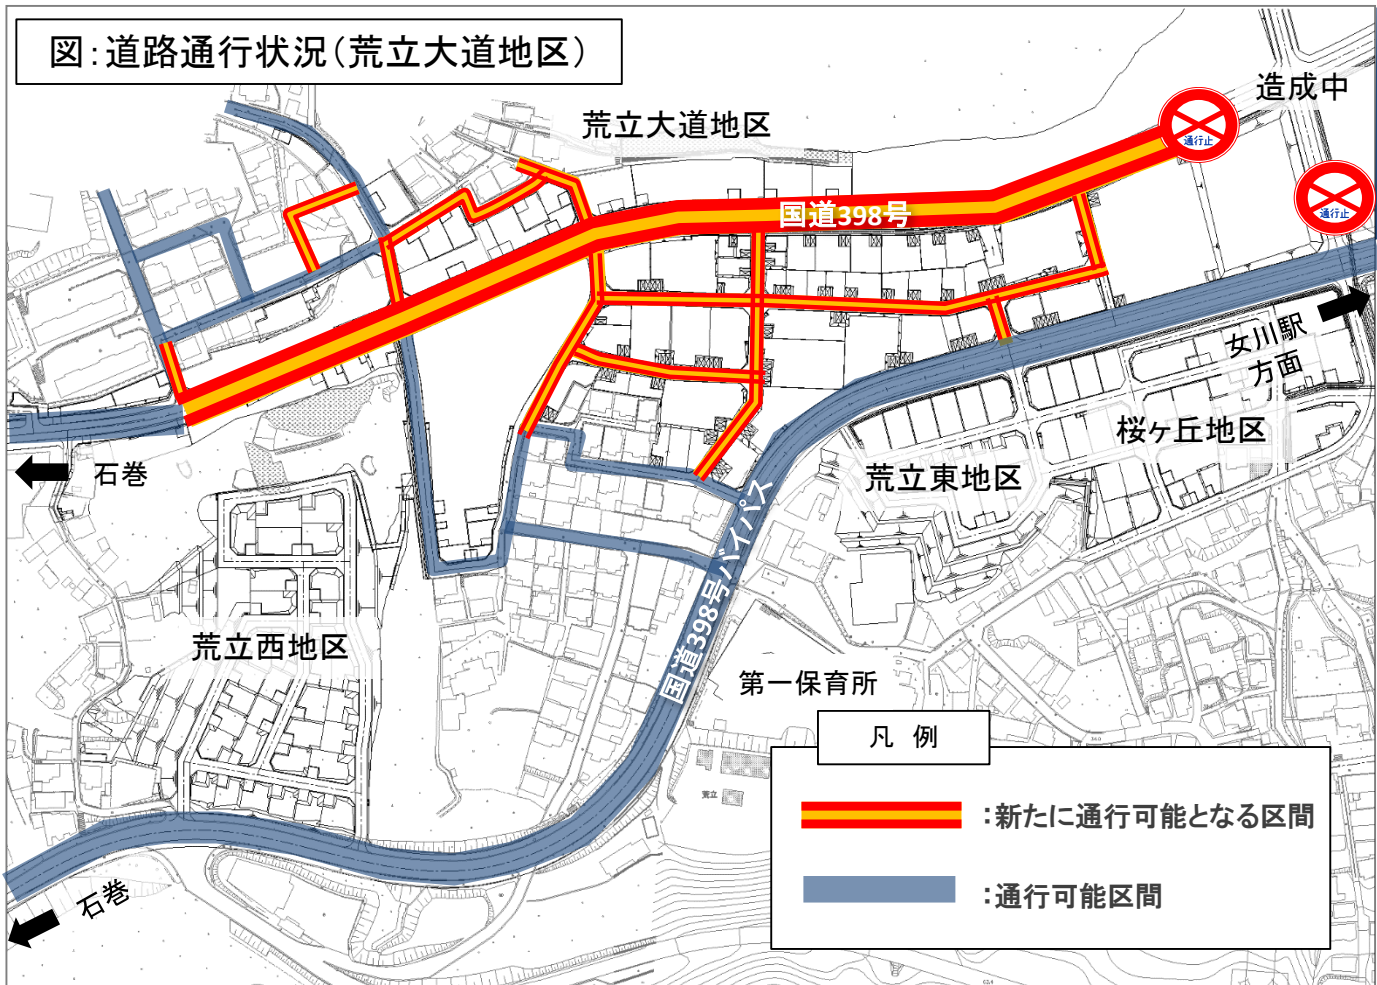 図：道路通行状況（荒立大道地区）
造成中
荒立大道地区
通行止
通行止
国道398号
女川駅
方面
桜ヶ丘地区
石巻
荒立東地区
国道398号バイパス
荒立西地区
第一保育所
凡 例
荒立
：新たに通行可能となる区間
：通行可能区間
石巻